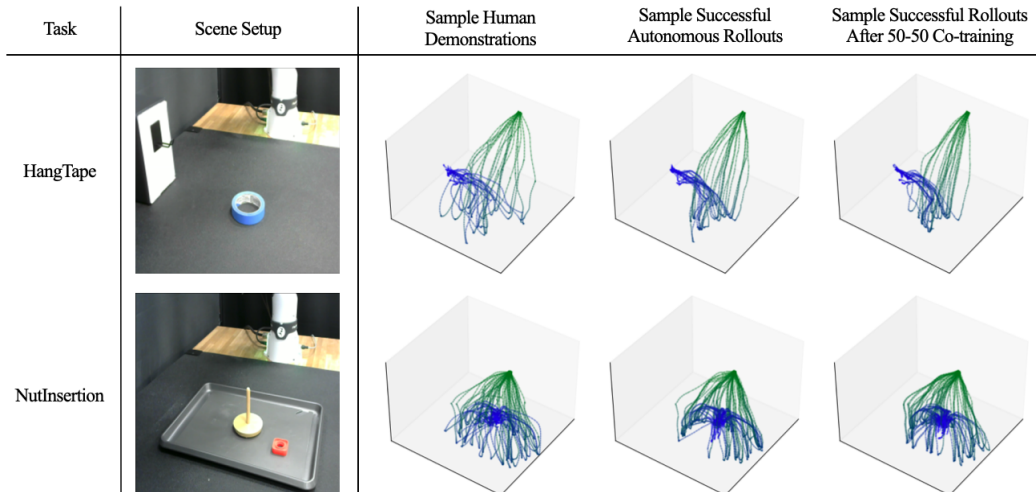 Task
Scene Setup
Sample Human
Demonstrations
Sample Successful
Autonomous Rollouts
Sample Successful Rollouts
After 50-50 Co-training
HangTape
NutInsertion